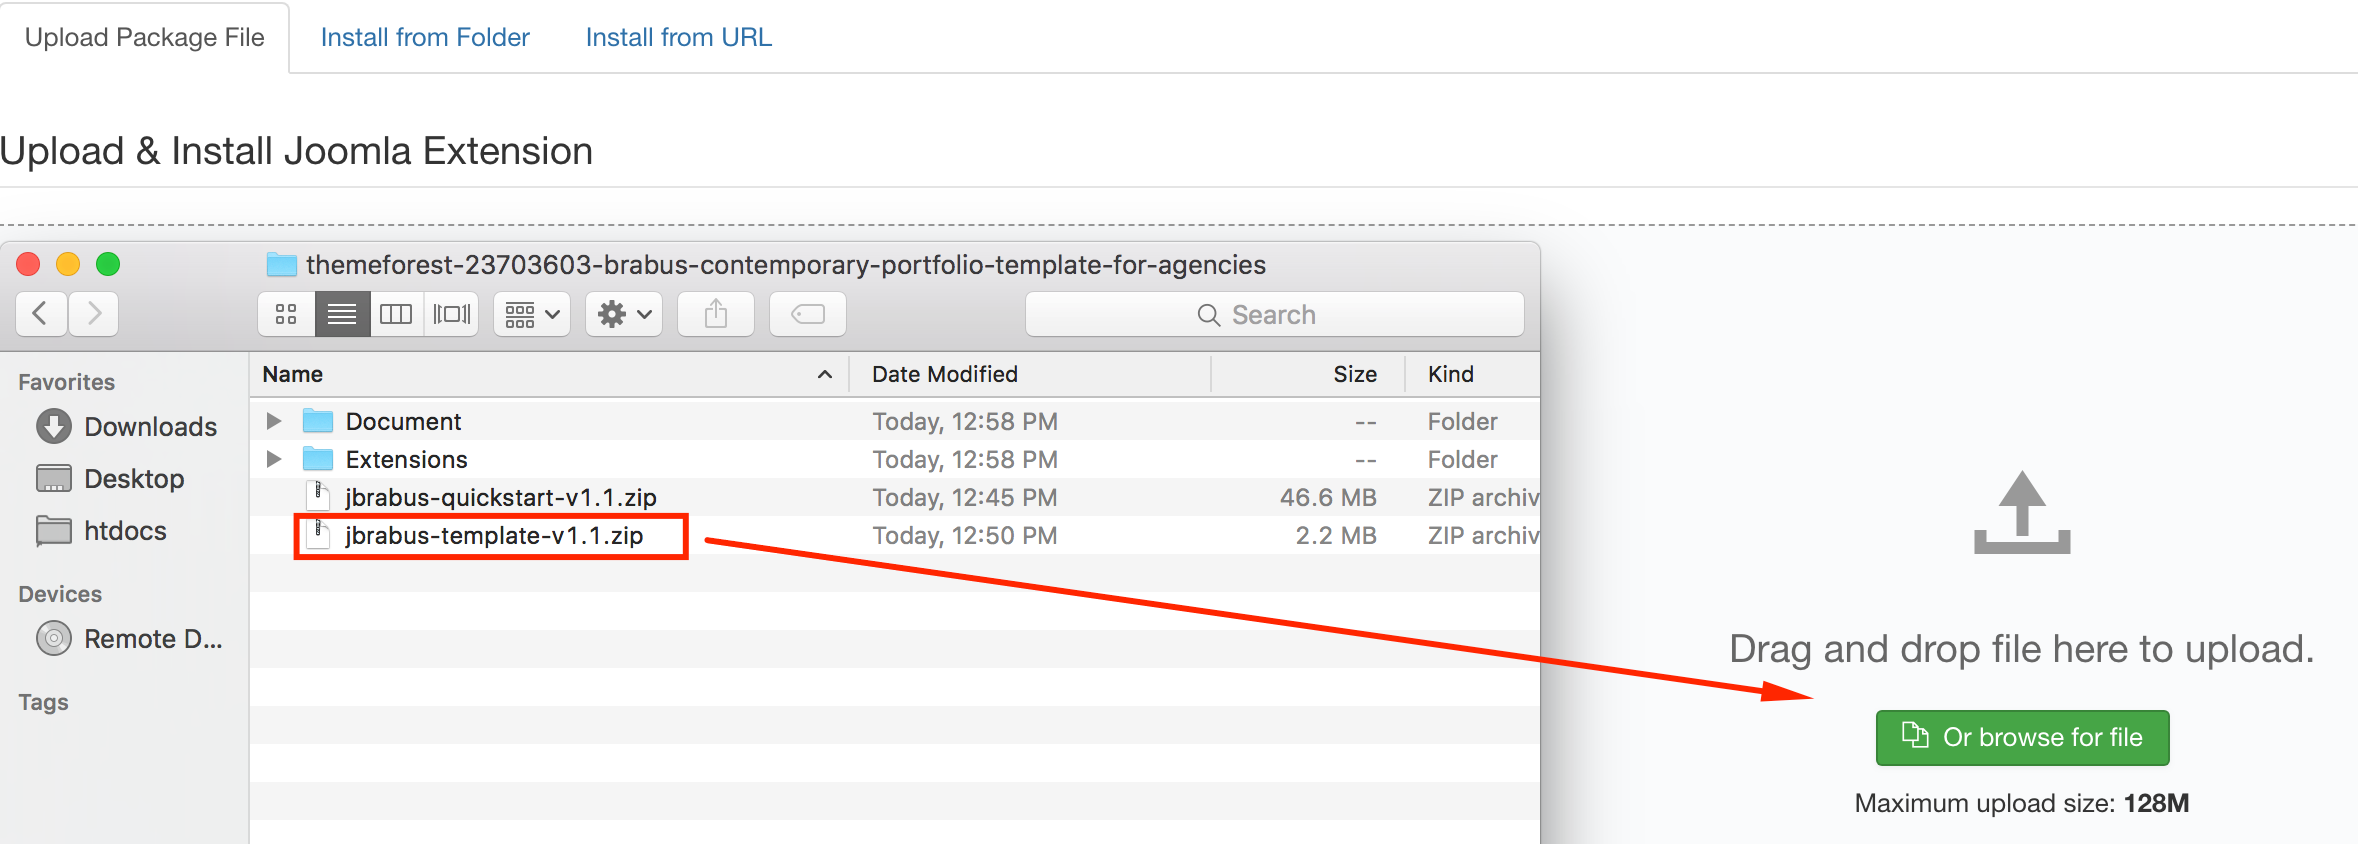 Upload Package File Install from Folder Install from URL
Upload & Install Joomla Extension
themeforest-23703603-brabus-contemporary-portfolio-template-for-agencies
Search
Favorites
Downloads
Desktop
htdocs
Devices
Remote D...
Tags
Name Date Modified Size Kind
Document Today, 12:58 PM -- Folder
Extensions Today, 12:58 PM -- Folder
jbrabus-quickstart-v1.1.zip Today, 12:45 PM 46.6 MB ZIP archiv
jbrabus-template-v1.1.zip Today, 12:50 PM 2.2 MB ZIP archiv
Drag and drop file here to upload.
Or browse for file
Maximum upload size: 128M